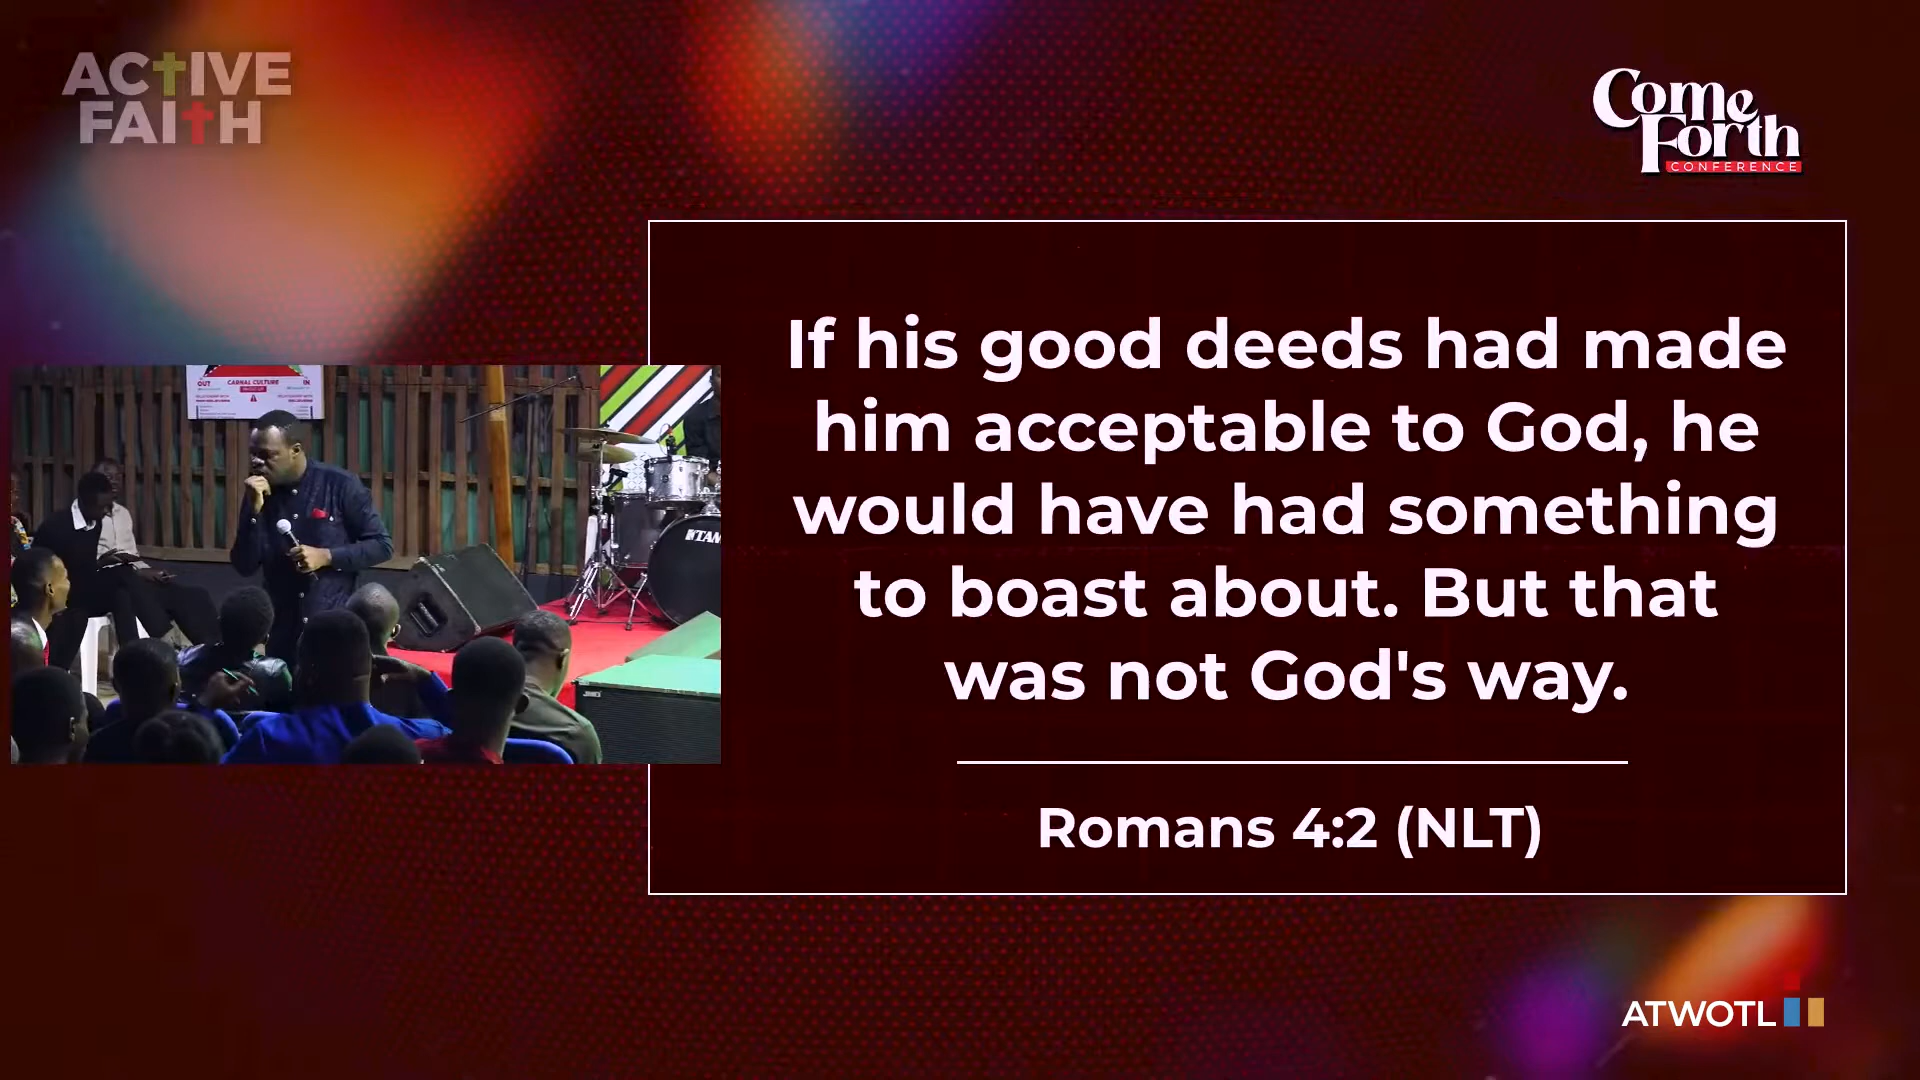 ACTIVE
FAITH
Come
Forth
CONFERENCE
If his good deeds had made
him acceptable to God, he
would have had something
to boast about. But that
was not God's way.
Romans 4:2 (NLT)
OUT
CARNAL CULTURE
IN
TAMA
ATWOTL